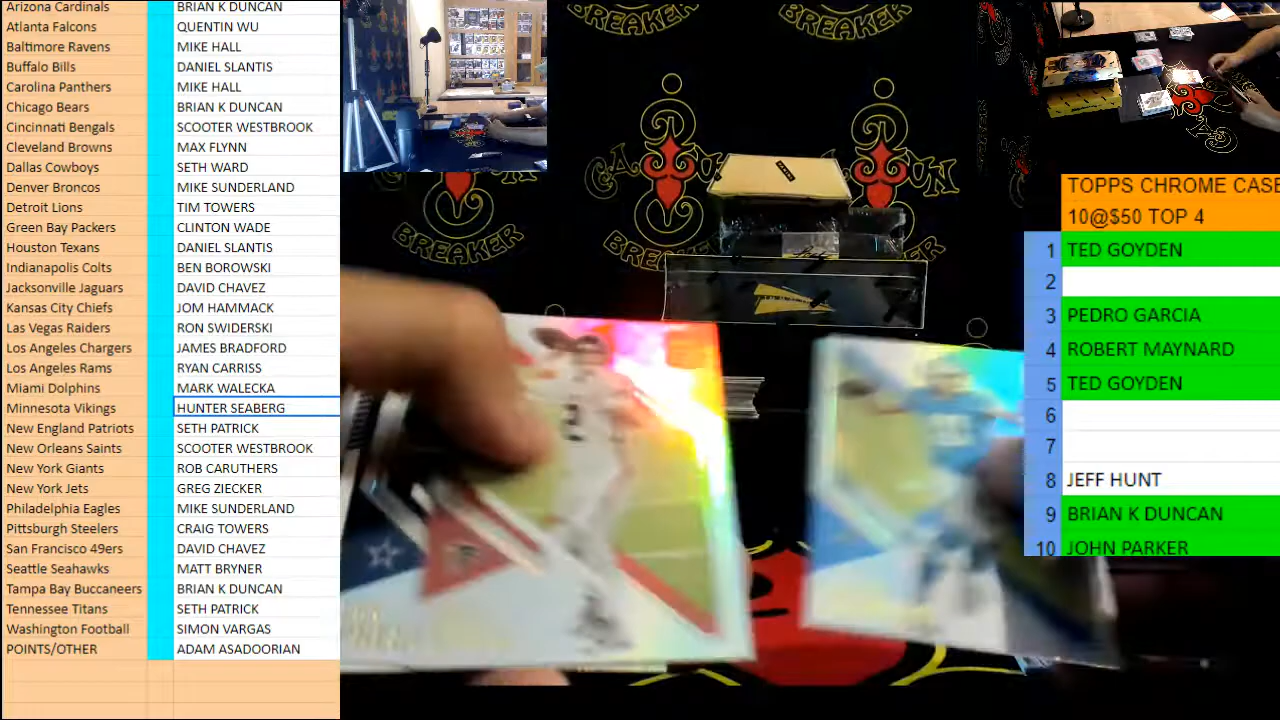 Arizona Cardinals BRIAN K DUNCAN
Atlanta Falcons QUENTIN WU
Baltimore Ravens MIKE HALL
Buffalo Bills DANIEL SLANTIS
Carolina Panthers MIKE HALL
Chicago Bears BRIAN K DUNCAN
Cincinnati Bengals SCOOTER WESTBROOK
Cleveland Browns MAX FLYNN
Dallas Cowboys SETH WARD
Denver Broncos MIKE SUNDERLAND
Detroit Lions TIM TOWERS
Green Bay Packers CLINTON WADE
Houston Texans DANIEL SLANTIS
Indianapolis Colts BEN BOROWSKI
Jacksonville Jaguars DAVID CHAVEZ
Kansas City Chiefs JOM HAMMACK
Las Vegas Raiders RON SWIDERSKI
Los Angeles Chargers JAMES BRADFORD
Los Angeles Rams RYAN CARRISS
Miami Dolphins MARK WALECKA
Minnesota Vikings HUNTER SEABERG
New England Patriots SETH PATRICK
New Orleans Saints SCOOTER WESTBROOK
New York Giants ROB CARUTHERS
New York Jets GREG ZIECKER
Philadelphia Eagles MIKE SUNDERLAND
Pittsburgh Steelers CRAIG TOWERS
San Francisco 49ers DAVID CHAVEZ
Seattle Seahawks MATT BRYNER
Tampa Bay Buccaneers BRIAN K DUNCAN
Tennessee Titans SETH PATRICK
Washington Football SIMON VARGAS
POINTS/OTHER ADAM ASADOORIAN
BREAKER
BREAKER
BREAKER
BREAKER
2
TOPPS CHROME CASE
10@$50 TOP 4
1 TED GOYDEN
2
3 PEDRO GARCIA
4 ROBERT MAYNARD
5 TED GOYDEN
6
7
8 JEFF HUNT
9 BRIAN K DUNCAN
10 JOHN PARKER